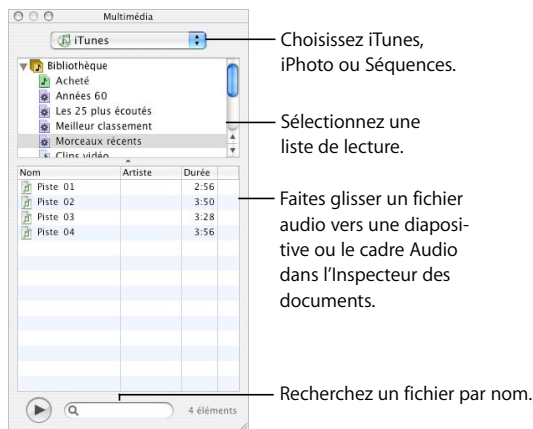 Multimédia
iTunes
Choisissez iTunes,
iPhoto ou Séquences.
Bibliothèque
Acheté
Années 60
Les 25 plus écoutés
Meilleur classement
Morceaux récents
Clips vidéo
Sélectionnez une
liste de lecture.
Nom Artiste Durée
Piste 01 2:56
Piste 02 3:50
Piste 03 3:28
Piste 04 3:56
Faites glisser un fichier
audio vers une diaposi-
tive ou le cadre Audio
dans l’Inspecteur des
documents.
Recherchez un fichier par nom.
4 éléments